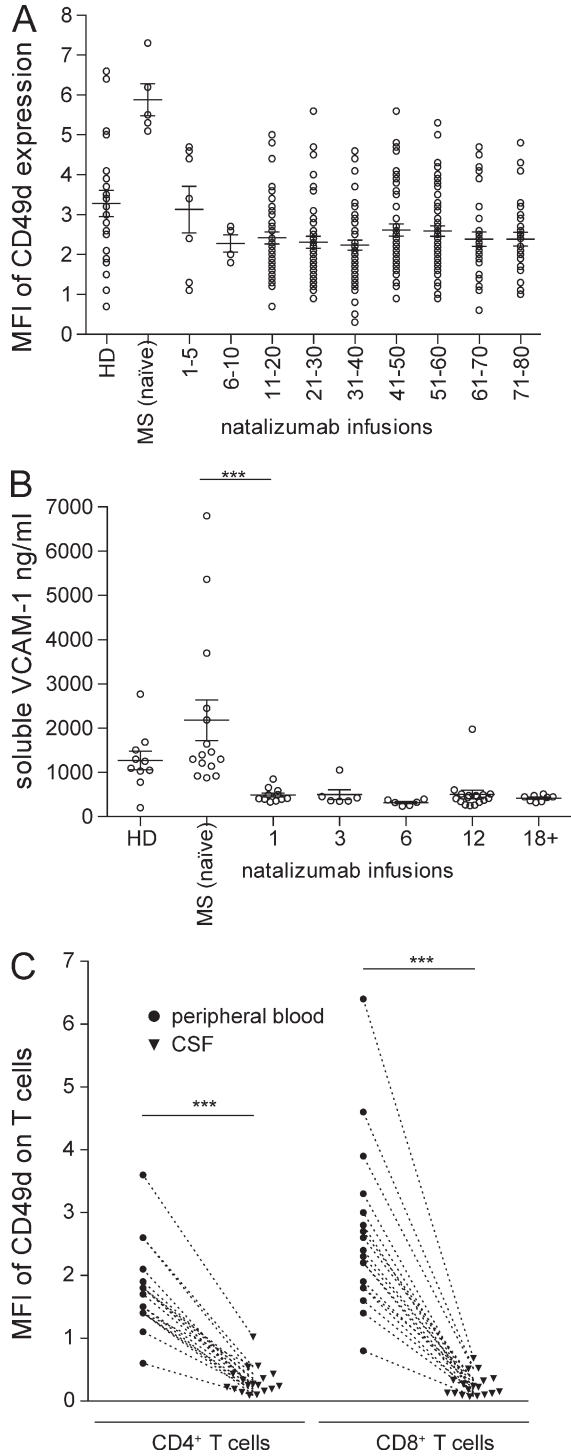 A
MFI of CD49d expression
8
7
6
5
4
3
2
1
0
HD
MS (naïve)
1-5
6-10
11-20
21-30
31-40
41-50
51-60
61-70
71-80
natalizumab infusions
B
soluble VCAM-1 ng/ml
***
7000
6000
5000
4000
3000
2000
1000
0
HD
MS (naïve)
1
3
6
12
18+
natalizumab infusions
C
MFI of CD49d on T cells
7
6
5
4
3
2
1
0
peripheral blood
CSF
***
***
CD4⁺ T cells
CD8⁺ T cells